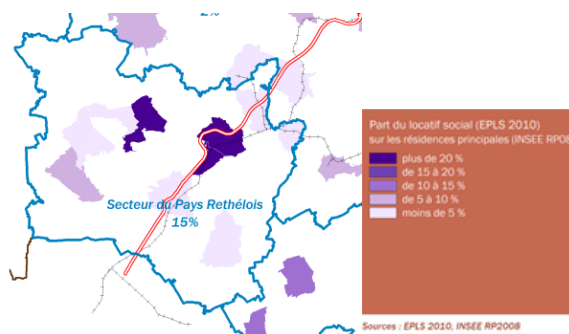 2%
Secteur du Pays Rethélois
15%
Part du locatif social (EPLS 2010)
sur les résidences principales (INSEE RP08
plus de 20 %
de 15 à 20 %
de 10 à 15 %
de 5 à 10 %
moins de 5 %
Sources : EPLS 2010, INSEE RP2008